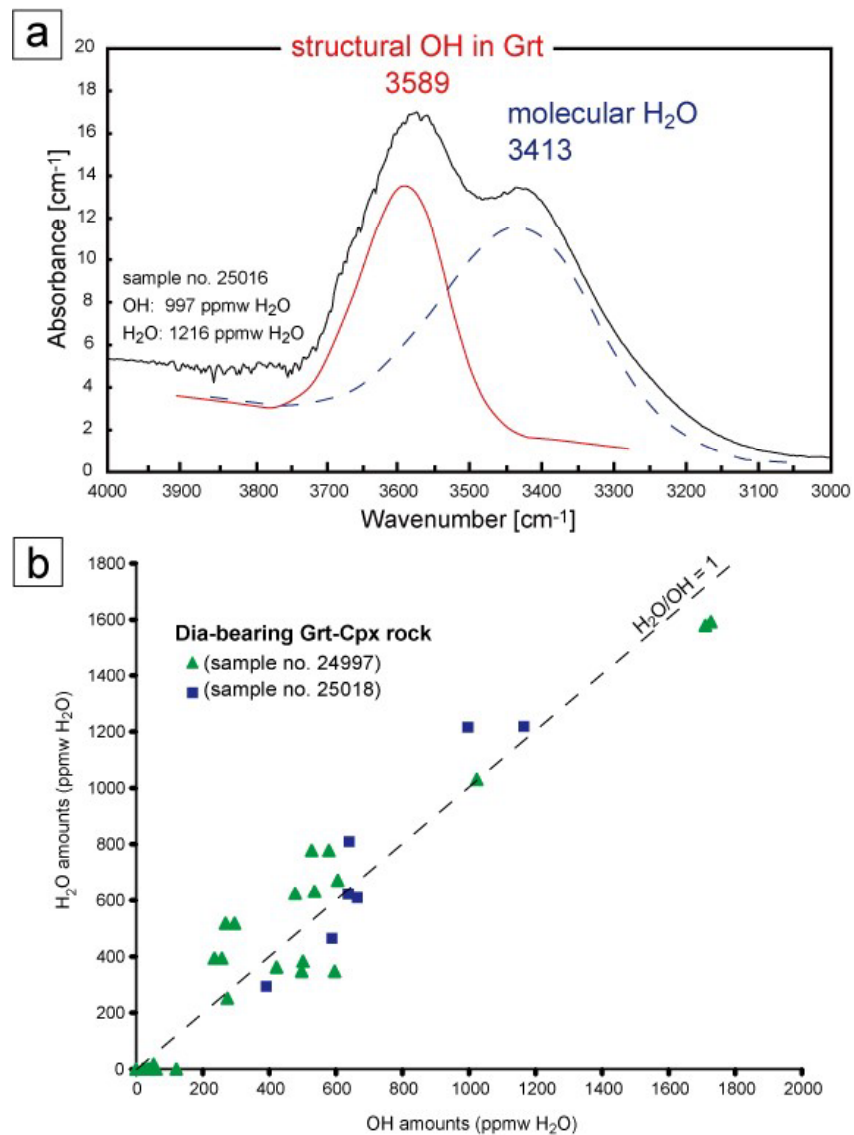 a
structural OH in Grt
3589
molecular H₂O
3413
sample no. 25016
OH: 997 ppmw H₂O
H₂O: 1216 ppmw H₂O
Absorbance [cm⁻¹]
20
18
16
14
12
10
8
6
4
2
0
4000 3900 3800 3700 3600 3500 3400 3300 3200 3100 3000
Wavenumber [cm⁻¹]
b
H₂O/OH = 1
Dia-bearing Grt-Cpx rock
(sample no. 24997)
(sample no. 25018)
H₂O amounts (ppmw H₂O)
1800
1600
1400
1200
1000
800
600
400
200
0
0 200 400 600 800 1000 1200 1400 1600 1800 2000
OH amounts (ppmw H₂O)